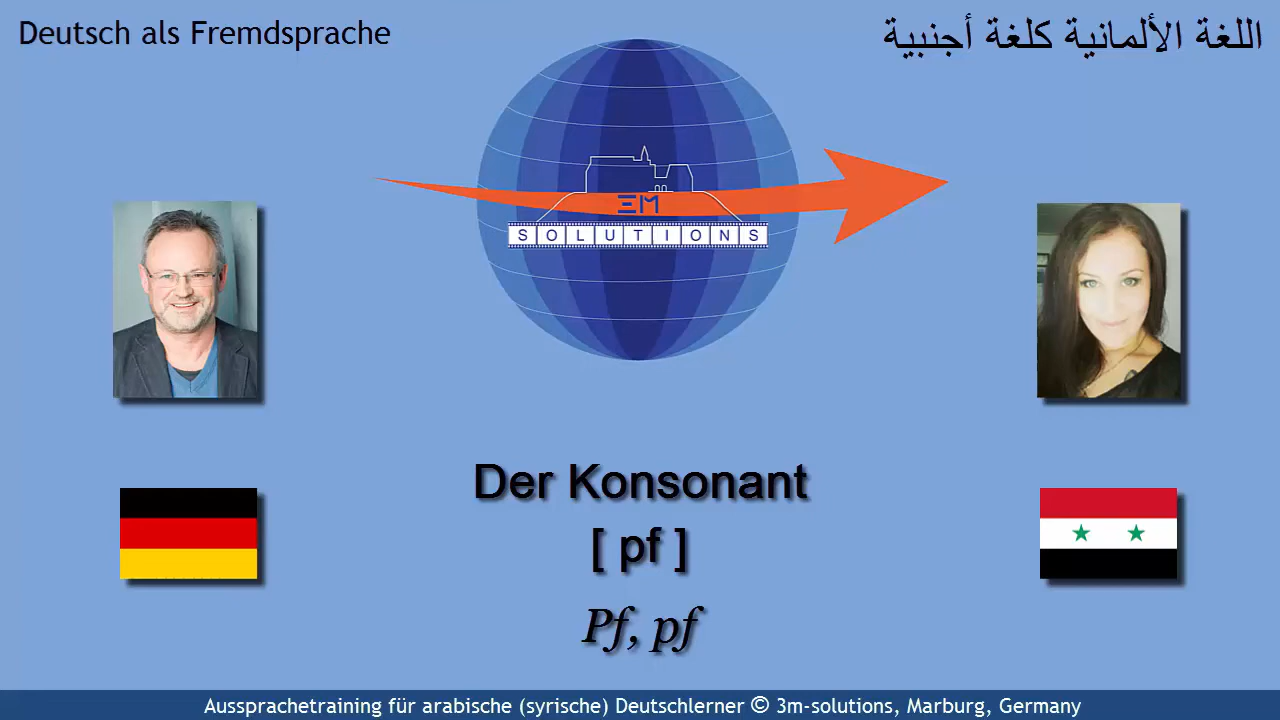 Deutsch als Fremdsprache
اللغة الألمانية كلغة أجنبية
3M
SOLUTIONS
Der Konsonant
[ pf ]
Pf, pf
Aussprachetraining für arabische (syrische) Deutschlerner © 3m-solutions, Marburg, Germany